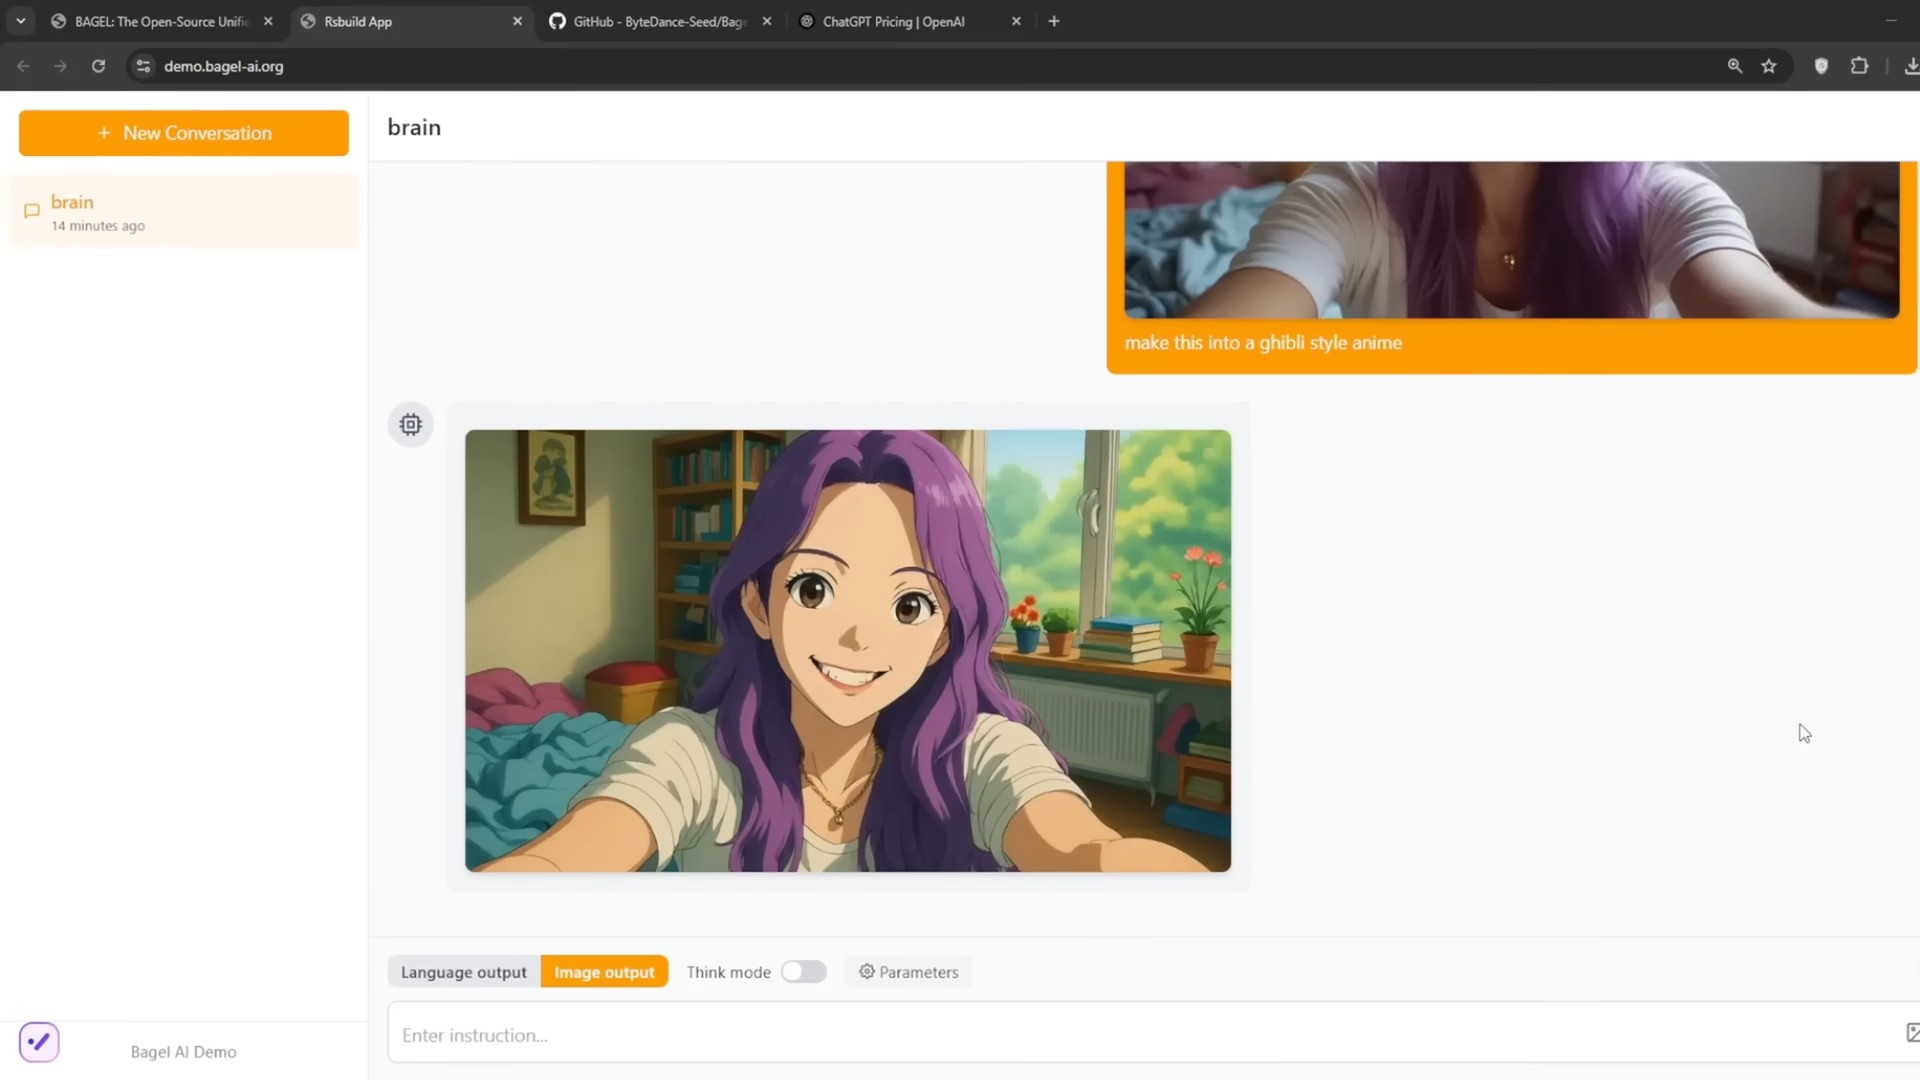 BAGEL: The Open-Source Unifi
Rsbuild App
GitHub - ByteDance-Seed/Bage
ChatGPT Pricing | OpenAI
demo.bagel-ai.org
+ New Conversation
brain
14 minutes ago
brain
make this into a ghibli style anime
Language output
Image output
Think mode
Parameters
Enter instruction...
Bagel AI Demo